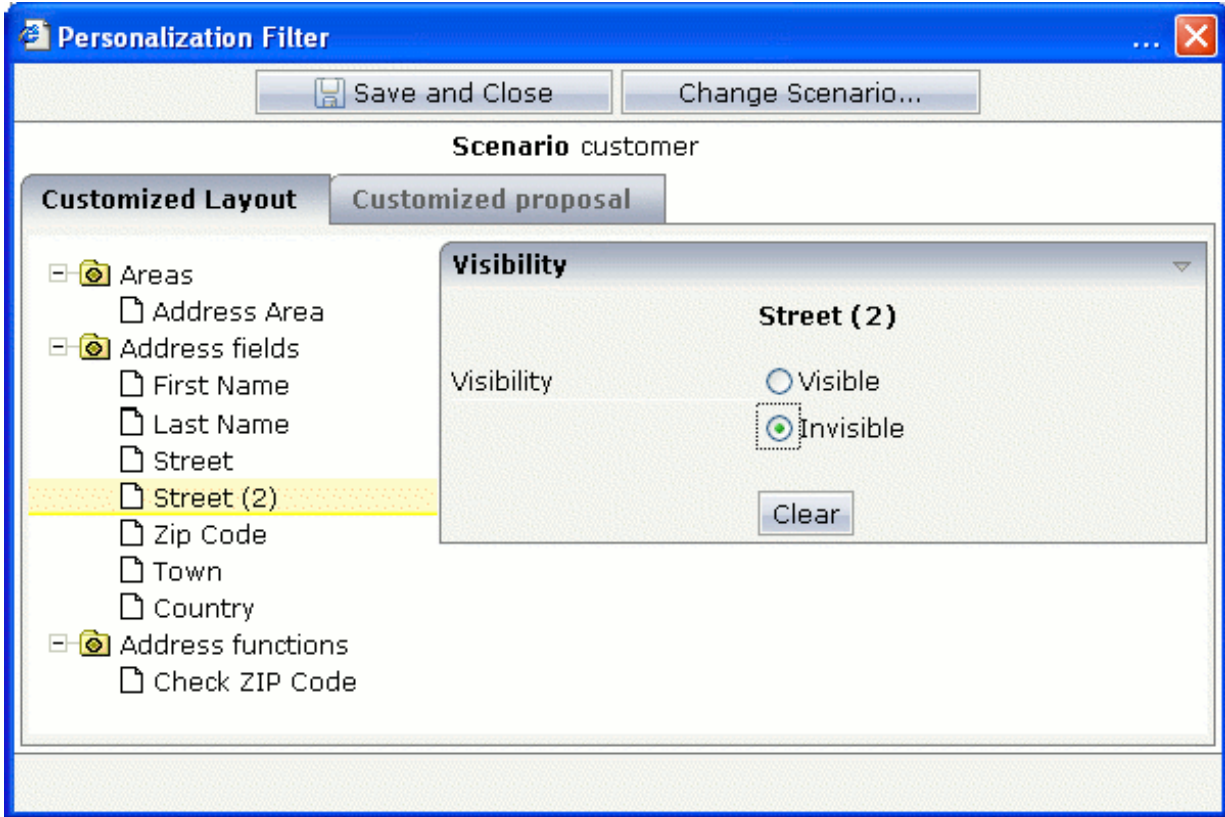 Personalization Filter ...
Save and Close Change Scenario...
Scenario customer
Customized Layout Customized proposal
Areas
Address Area
Address fields
First Name
Last Name
Street
Street (2)
Zip Code
Town
Country
Address functions
Check ZIP Code
Visibility
Street (2)
Visibility Visible
Invisible
Clear